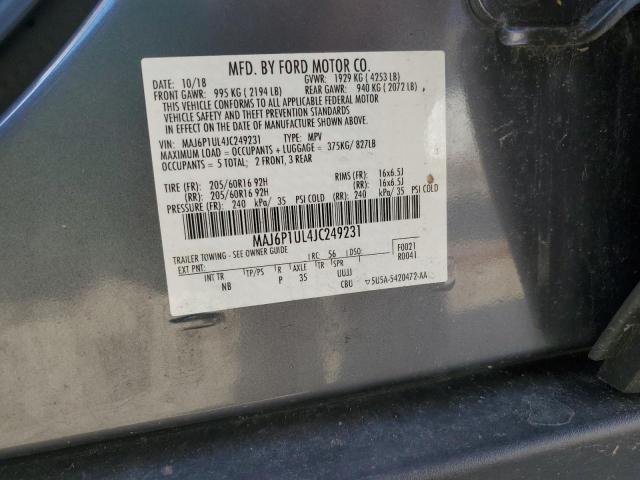 MFD. BY FORD MOTOR CO.
DATE: 10/18 GVWR: 1929 KG ( 4253 LB)
FRONT GAWR: 995 KG ( 2194 LB) REAR GAWR: 940 KG ( 2072 LB)
THIS VEHICLE CONFORMS TO ALL APPLICABLE FEDERAL MOTOR
VEHICLE SAFETY AND THEFT PREVENTION STANDARDS
IN EFFECT ON THE DATE OF MANUFACTURE SHOWN ABOVE.
VIN: MAJ6P1UL4JC249231 TYPE: MPV
MAXIMUM LOAD = OCCUPANTS + LUGGAGE = 375KG/ 827LB
OCCUPANTS = 5 TOTAL; 2 FRONT, 3 REAR
TIRE (FR): 205/60R16 92H RIMS (FR): 16x6.5J
(RR): 205/60R16 92H (RR): 16x6.5J
PRESSURE (FR): 240 kPa/ 35 PSI COLD (RR): 240 kPa/ 35 PSI COLD
MAJ6P1UL4JC249231
TRAILER TOWING - SEE OWNER GUIDE
EXT PNT: RC: 56 DSO: F0021
R0041
INT TR TP/PS R AXLE TR SPR
NB P 35 UUJJ
CBU 5U5A-5420472-AA